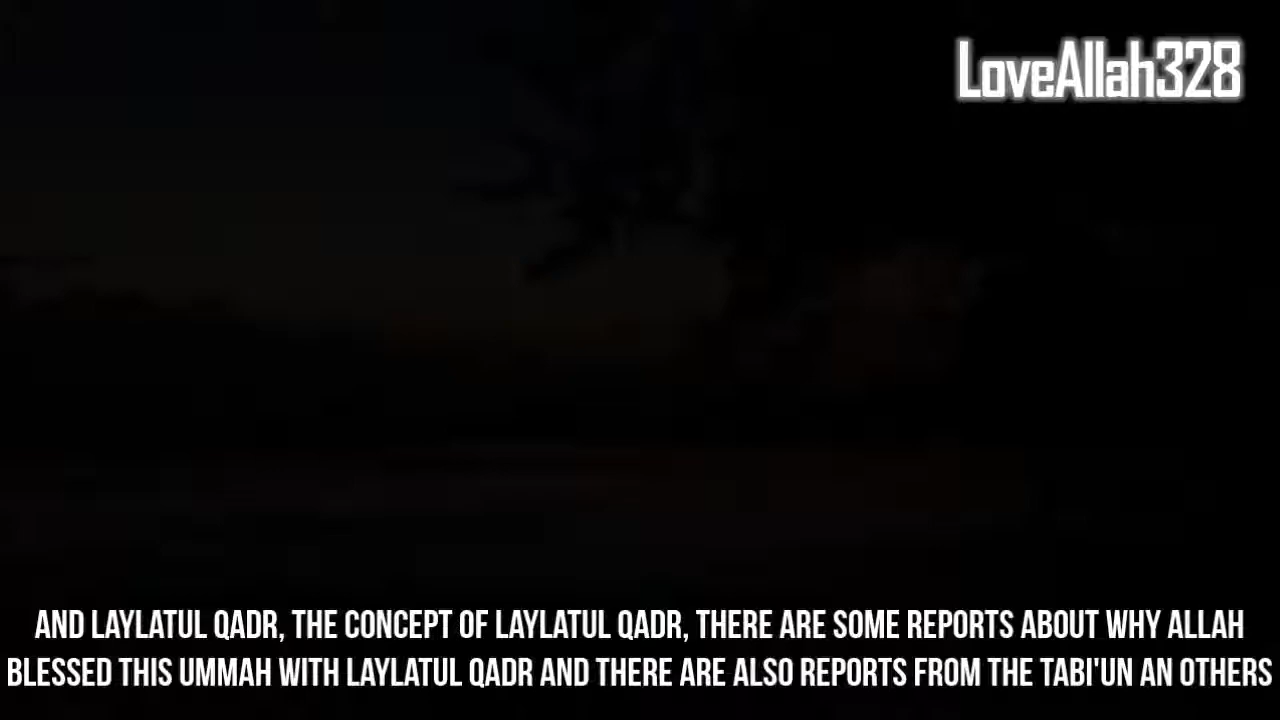 LoveAllah328
AND LAYLATUL QADR, THE CONCEPT OF LAYLATUL QADR, THERE ARE SOME REPORTS ABOUT WHY ALLAH
BLESSED THIS UMMAH WITH LAYLATUL QADR AND THERE ARE ALSO REPORTS FROM THE TABI'UN AN OTHERS